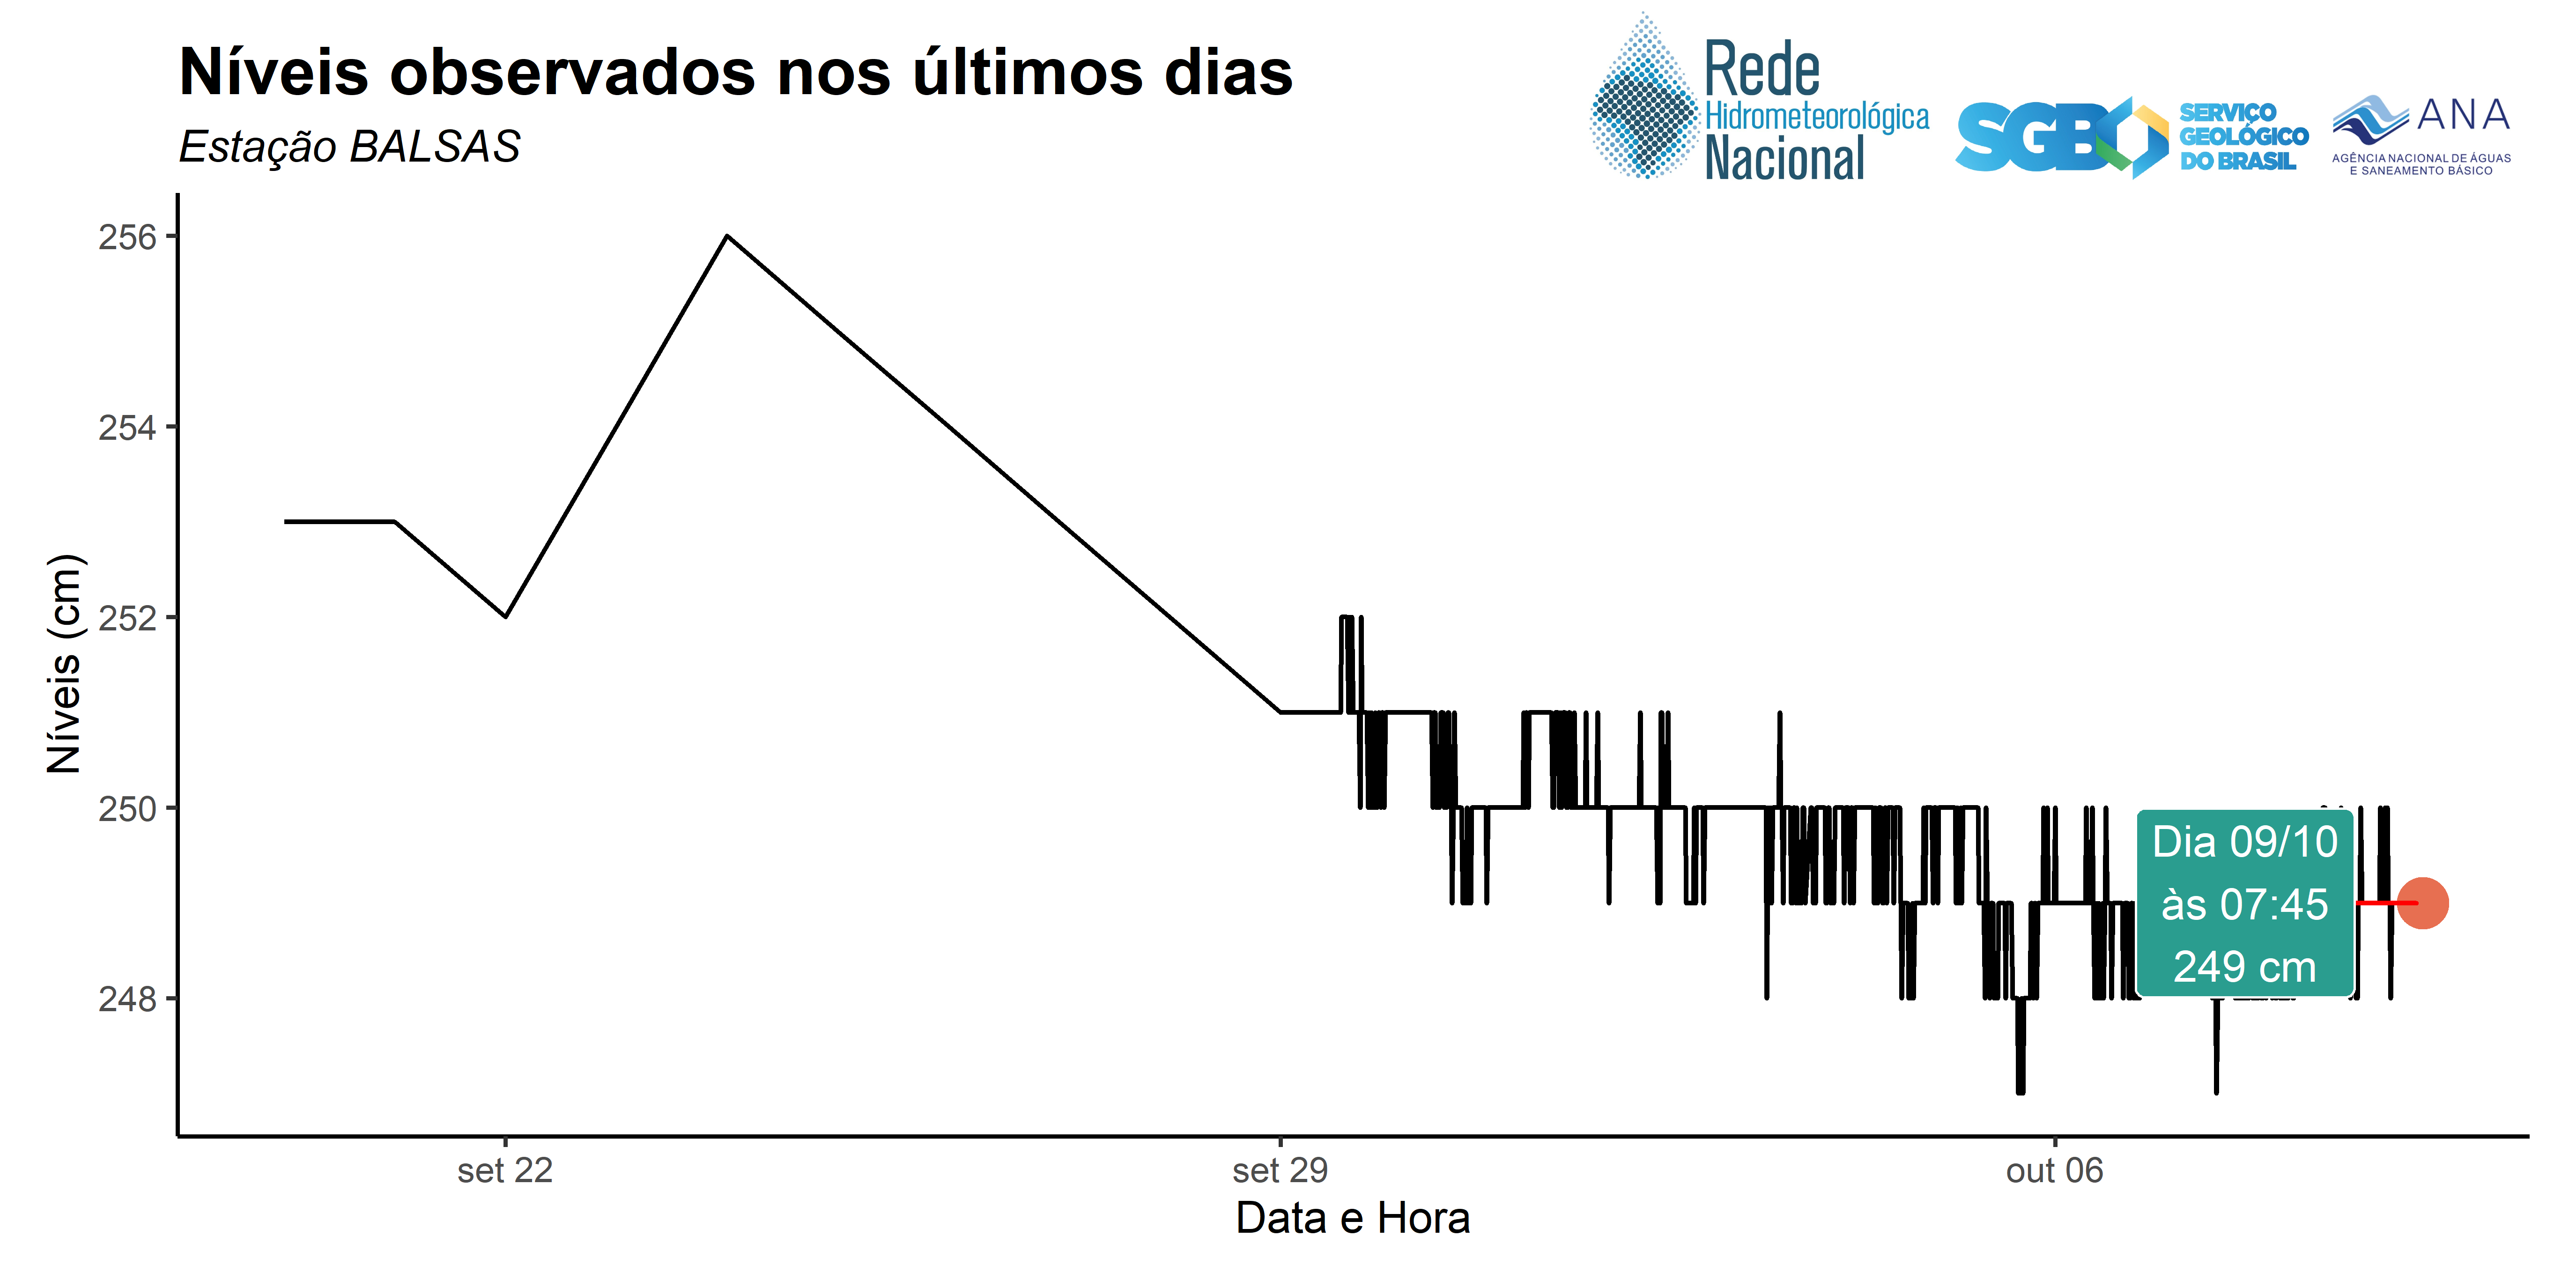 Níveis observados nos últimos dias
Estação BALSAS
Rede
Hidrometeorológica
Nacional
SGB
SERVIÇO
GEOLÓGICO
DO BRASIL
ANA
AGÊNCIA NACIONAL DE ÁGUAS
E SANEAMENTO BÁSICO
Níveis (cm)
256
254
252
250
248
Dia 09/10
às 07:45
249 cm
set 22
set 29
out 06
Data e Hora